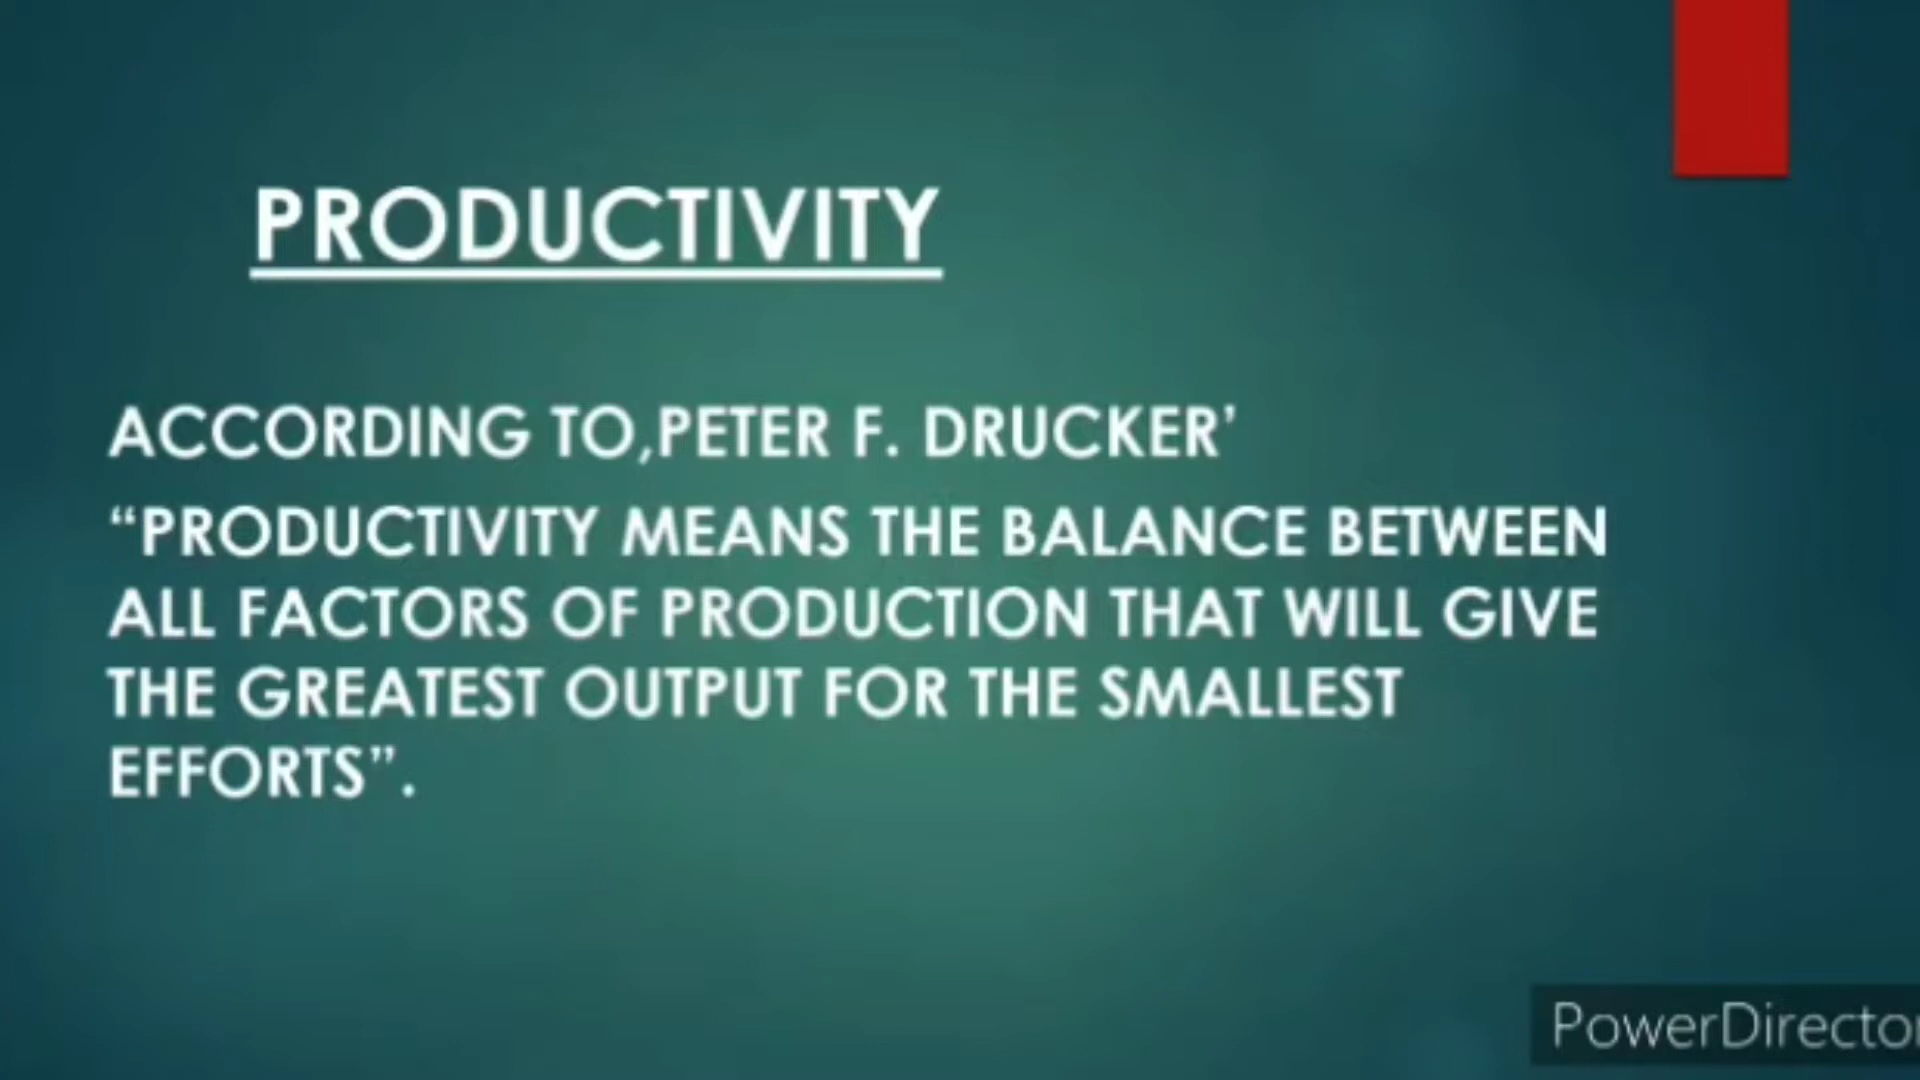 PRODUCTIVITY
ACCORDING TO,PETER F. DRUCKER’
“PRODUCTIVITY MEANS THE BALANCE BETWEEN
ALL FACTORS OF PRODUCTION THAT WILL GIVE
THE GREATEST OUTPUT FOR THE SMALLEST
EFFORTS”.
PowerDirector